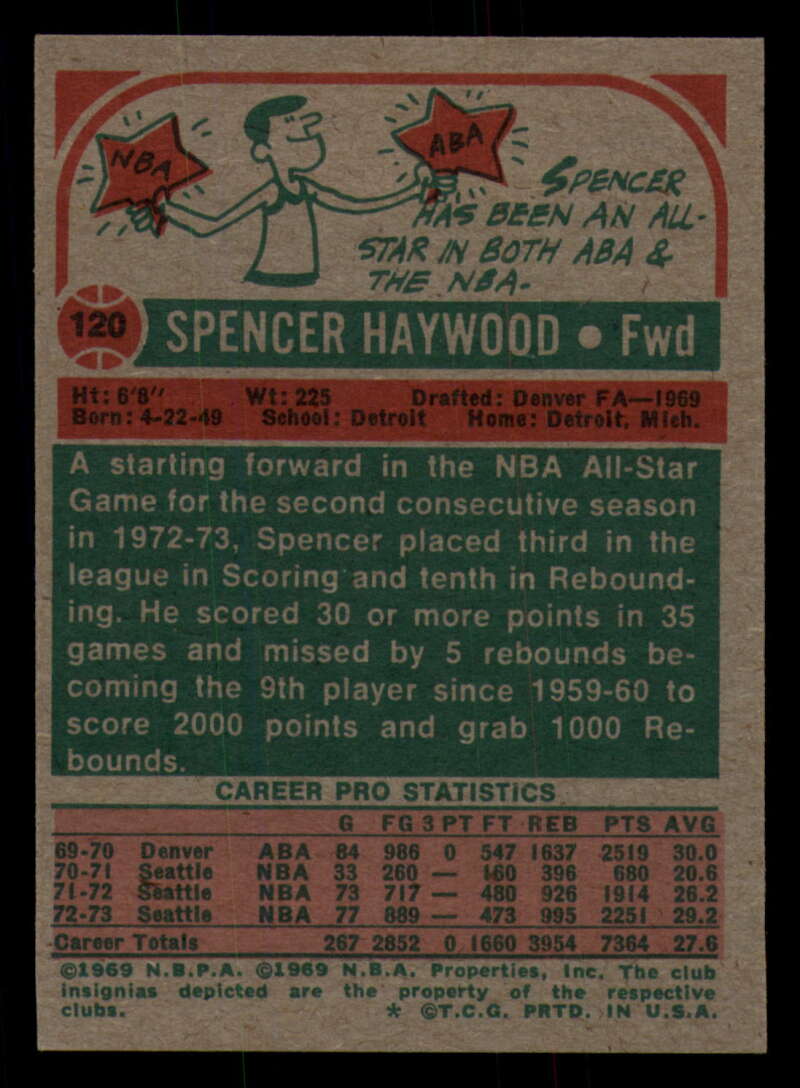 NBA
ABA
SPENCER
HAS BEEN AN ALL-
STAR IN BOTH ABA &
THE NBA.
120 SPENCER HAYWOOD • Fwd
Ht: 6'8" Wt: 225 Drafted: Denver FA—1969
Born: 4-22-49 School: Detroit Home: Detroit, Mich.
A starting forward in the NBA All-Star
Game for the second consecutive season
in 1972-73, Spencer placed third in the
league in Scoring and tenth in Rebound-
ing. He scored 30 or more points in 35
games and missed by 5 rebounds be-
coming the 9th player since 1959-60 to
score 2000 points and grab 1000 Re-
bounds.
CAREER PRO STATISTICS
G FG 3 PT FT REB PTS AVG
69-70 Denver ABA 84 986 0 547 1637 2519 30.0
70-71 Seattle NBA 33 260 — 160 396 680 20.6
71-72 Seattle NBA 73 717 — 480 926 1914 26.2
72-73 Seattle NBA 77 889 — 473 995 2251 29.2
Career Totals 267 2852 0 1660 3954 7364 27.6
©1969 N.B.P.A. ©1969 N.B.A. Properties, Inc. The club
insignias depicted are the property of the respective
clubs. * ©T.C.G. PRTD. IN U.S.A.